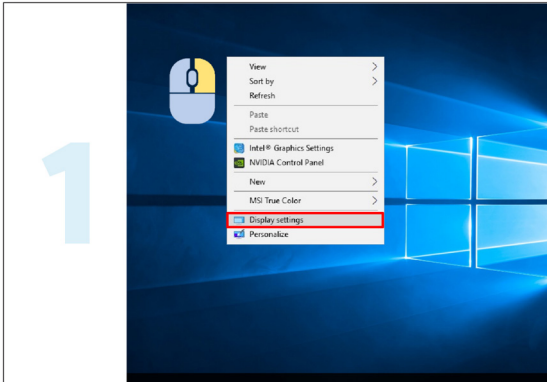 1
View
Sort by
Refresh
Paste
Paste shortcut
Intel® Graphics Settings
NVIDIA Control Panel
New
MSI True Color
Display settings
Personalize